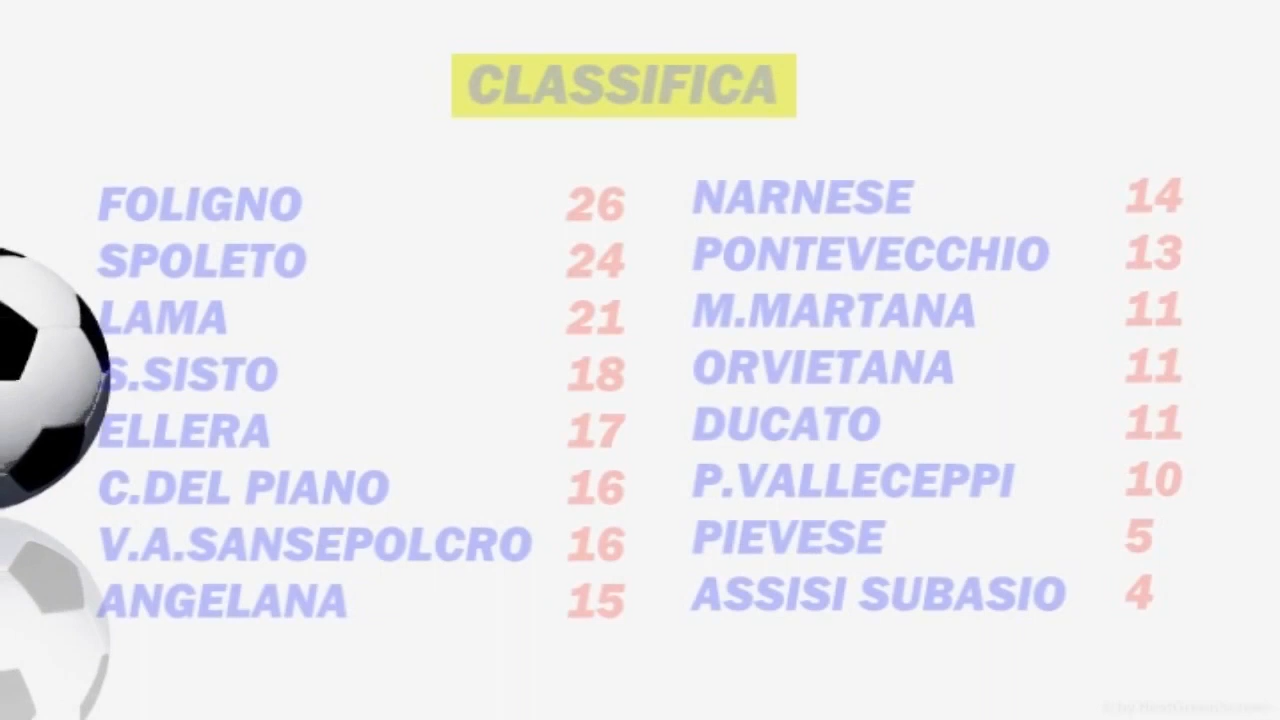 CLASSIFICA
FOLIGNO 26
SPOLETO 24
LAMA 21
S.SISTO 18
ELLERA 17
C.DEL PIANO 16
V.A.SANSEPOLCRO 16
ANGELANA 15
NARNESE 14
PONTEVECCHIO 13
M.MARTANA 11
ORVIETANA 11
DUCATO 11
P.VALLECEPPI 10
PIEVESE 5
ASSISI SUBASIO 4